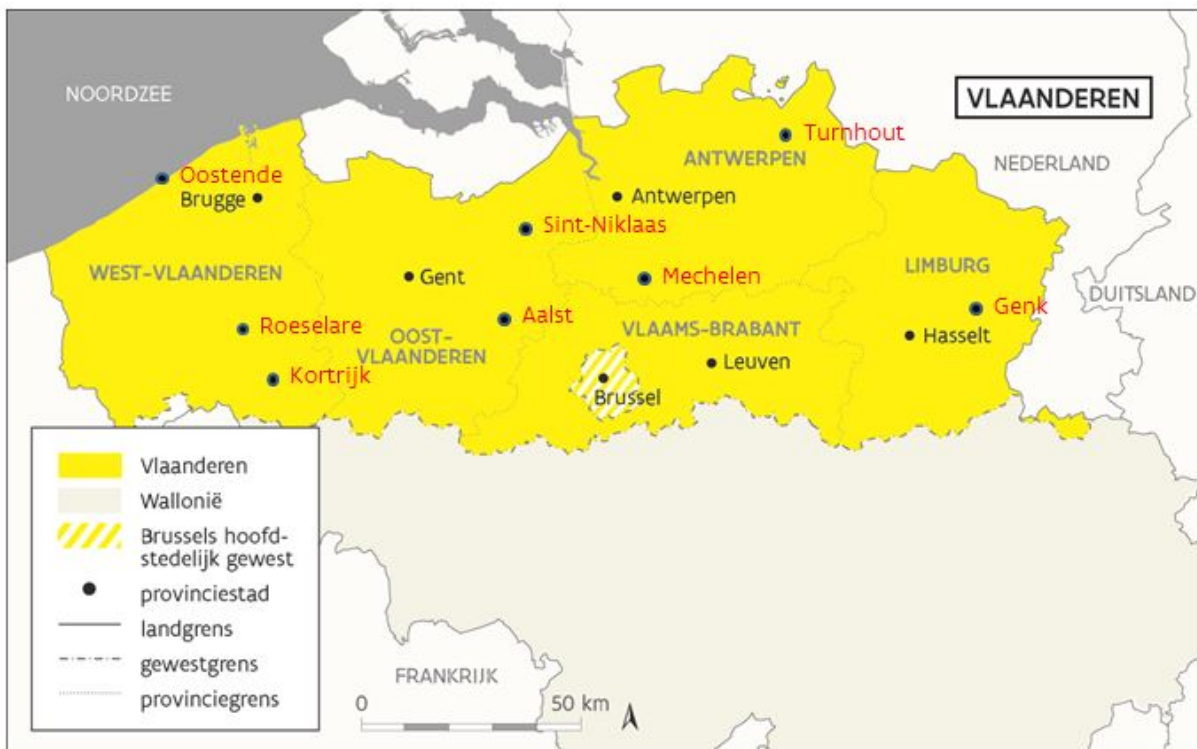 NOORDZEE
VLAANDEREN
Turnhout
ANTWERPEN
NEDERLAND
Oostende
Brugge
Antwerpen
Sint-Niklaas
WEST-VLAANDEREN
Gent
Mechelen
LIMBURG
DUITSLAND
Genk
Roeselare
Aalst
OOST-
VLAANDEREN
VLAAMS-BRABANT
Hasselt
Leuven
Kortrijk
Brussel
Vlaanderen
Wallonië
Brussels hoofd-
stedelijk gewest
provinciestad
landgrens
gewestgrens
provinciegrens
FRANKRIJK
0 50 km